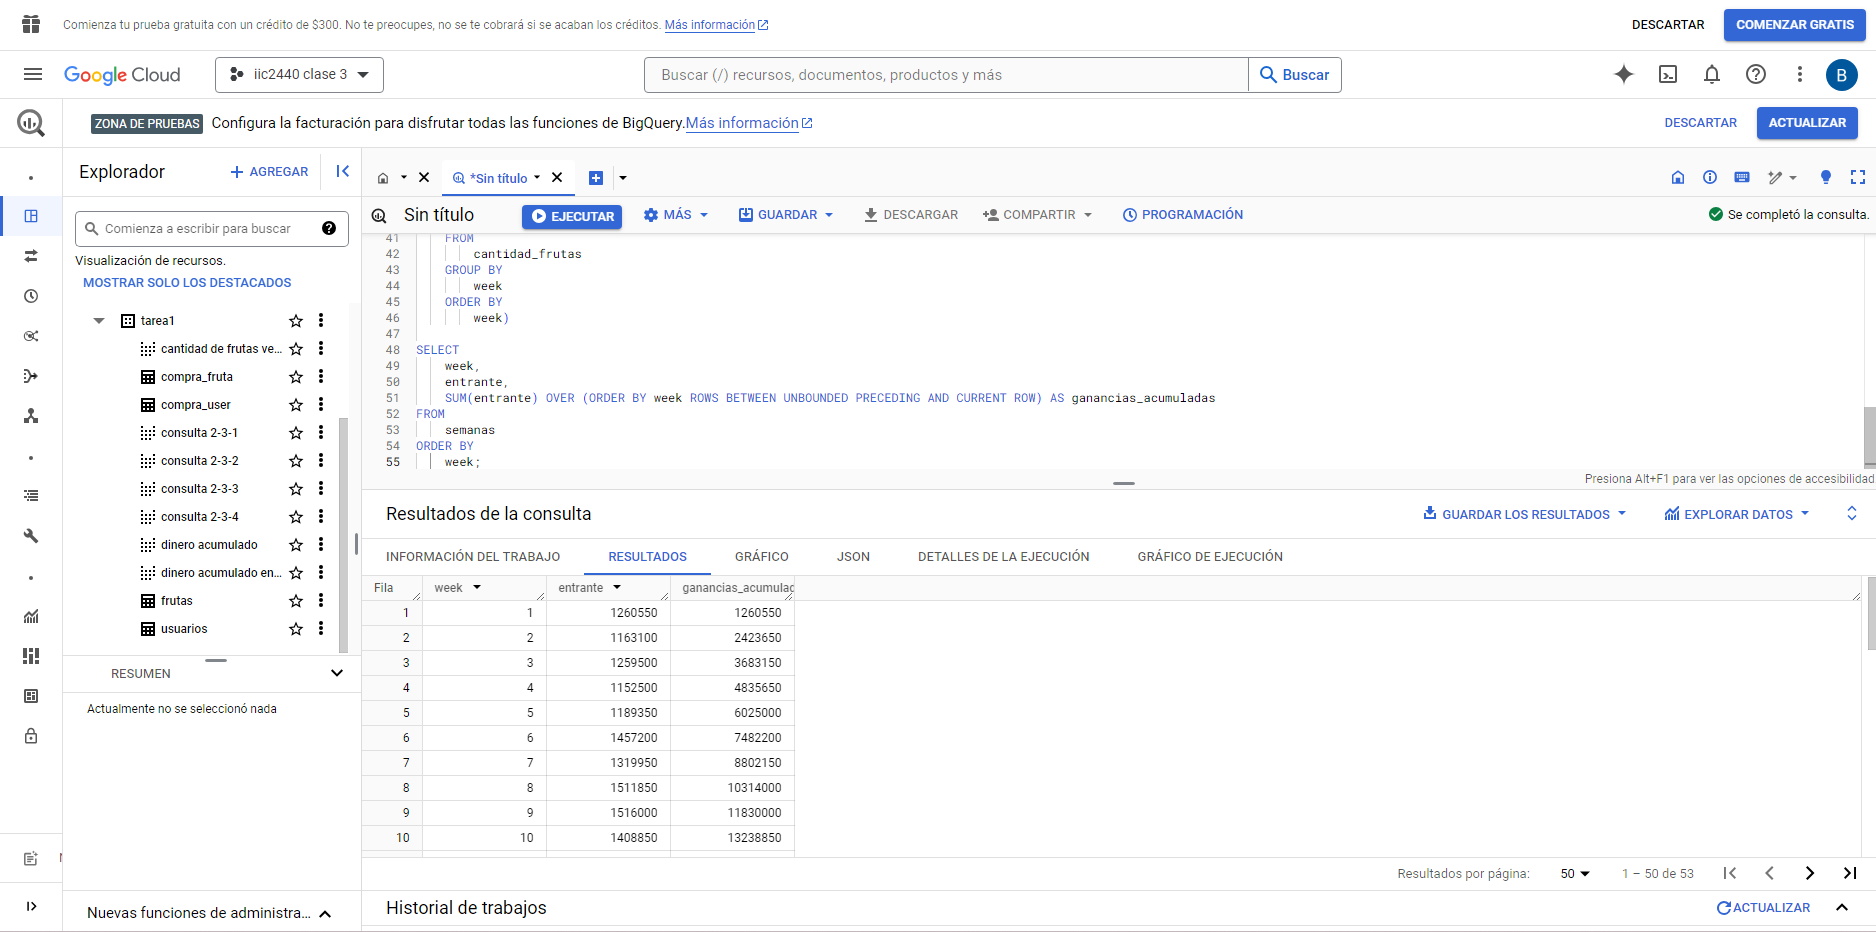 Comienza tu prueba gratuita con un crédito de $300. No te preocupes, no se te cobrará si se acaban los créditos. Más información
DESCARTAR
COMENZAR GRATIS
Google Cloud
iic2440 clase 3
Buscar (/) recursos, documentos, productos y más
Buscar
B
ZONA DE PRUEBAS Configura la facturación para disfrutar todas las funciones de BigQuery. Más información
DESCARTAR
ACTUALIZAR
Explorador
AGREGAR
Comienza a escribir para buscar
Visualización de recursos.
MOSTRAR SOLO LOS DESTACADOS
tarea1
cantidad de frutas ve...
compra_fruta
compra_user
consulta 2-3-1
consulta 2-3-2
consulta 2-3-3
consulta 2-3-4
dinero acumulado
dinero acumulado en...
frutas
usuarios
RESUMEN
Actualmente no se seleccionó nada
Nuevas funciones de administra...
*Sin título
Sin título
EJECUTAR
MÁS
GUARDAR
DESCARGAR
COMPARTIR
PROGRAMACIÓN
Se completó la consulta.
41 FROM
42 cantidad_frutas
43 GROUP BY
44 week
45 ORDER BY
46 week)
47
48 SELECT
49 week,
50 entrante,
51 SUM(entrante) OVER (ORDER BY week ROWS BETWEEN UNBOUNDED PRECEDING AND CURRENT ROW) AS ganancias_acumuladas
52 FROM
53 semanas
54 ORDER BY
55 week;
Presiona Alt+F1 para ver las opciones de accesibilidad
Resultados de la consulta
GUARDAR LOS RESULTADOS
EXPLORAR DATOS
INFORMACIÓN DEL TRABAJO
RESULTADOS
GRÁFICO
JSON
DETALLES DE LA EJECUCIÓN
GRÁFICO DE EJECUCIÓN
Fila week entrante ganancias_acumulad
1 1 1260550 1260550
2 2 1163100 2423650
3 3 1259500 3683150
4 4 1152500 4835650
5 5 1189350 6025000
6 6 1457200 7482200
7 7 1319950 8802150
8 8 1511850 10314000
9 9 1516000 11830000
10 10 1408850 13238850
Resultados por página: 50 1 – 50 de 53
Historial de trabajos
ACTUALIZAR